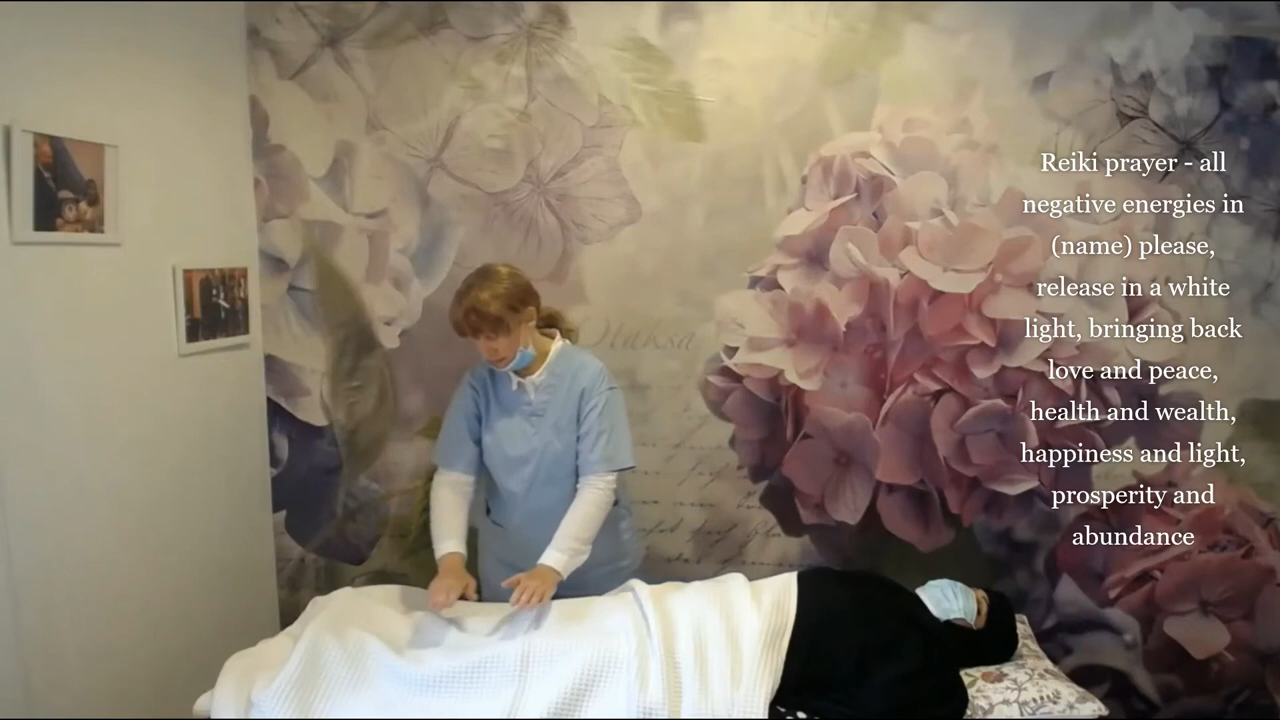 Otaksa
Reiki prayer - all
negative energies in
(name) please,
release in a white
light, bringing back
love and peace,
health and wealth,
happiness and light,
prosperity and
abundance